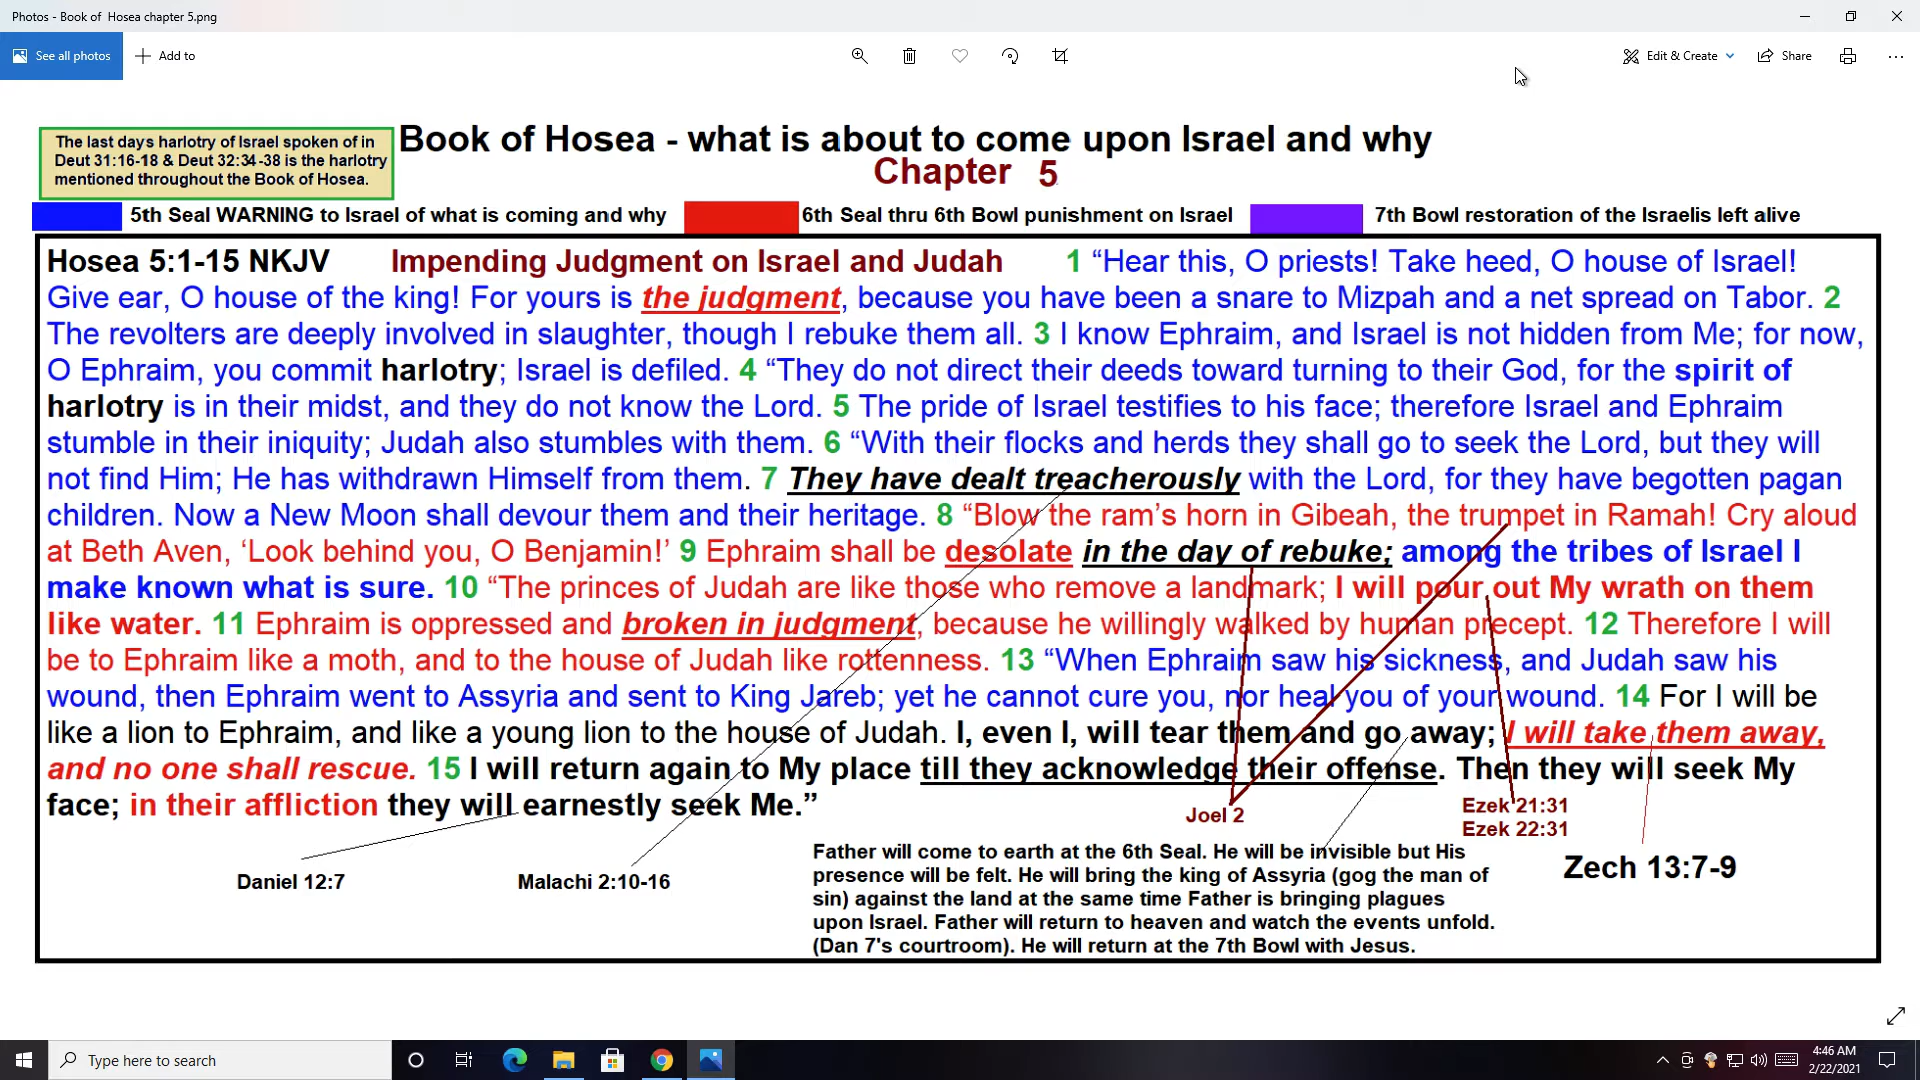 Photos - Book of  Hosea chapter 5.png
See all photos
Add to
Edit & Create
Share
The last days harlotry of Israel spoken of in
Deut 31:16-18 & Deut 32:34-38 is the harlotry
mentioned throughout the Book of Hosea.
Book of Hosea - what is about to come upon Israel and why
Chapter 5
5th Seal WARNING to Israel of what is coming and why
6th Seal thru 6th Bowl punishment on Israel
7th Bowl restoration of the Israelis left alive
Hosea 5:1-15 NKJV Impending Judgment on Israel and Judah 1 “Hear this, O priests! Take heed, O house of Israel!
Give ear, O house of the king! For yours is the judgment, because you have been a snare to Mizpah and a net spread on Tabor. 2
The revolters are deeply involved in slaughter, though I rebuke them all. 3 I know Ephraim, and Israel is not hidden from Me; for now,
O Ephraim, you commit harlotry; Israel is defiled. 4 “They do not direct their deeds toward turning to their God, for the spirit of
harlotry is in their midst, and they do not know the Lord. 5 The pride of Israel testifies to his face; therefore Israel and Ephraim
stumble in their iniquity; Judah also stumbles with them. 6 “With their flocks and herds they shall go to seek the Lord, but they will
not find Him; He has withdrawn Himself from them. 7 They have dealt treacherously with the Lord, for they have begotten pagan
children. Now a New Moon shall devour them and their heritage. 8 “Blow the ram’s horn in Gibeah, the trumpet in Ramah! Cry aloud
at Beth Aven, ‘Look behind you, O Benjamin!’ 9 Ephraim shall be desolate in the day of rebuke; among the tribes of Israel I
make known what is sure. 10 “The princes of Judah are like those who remove a landmark; I will pour out My wrath on them
like water. 11 Ephraim is oppressed and broken in judgment, because he willingly walked by human precept. 12 Therefore I will
be to Ephraim like a moth, and to the house of Judah like rottenness. 13 “When Ephraim saw his sickness, and Judah saw his
wound, then Ephraim went to Assyria and sent to King Jareb; yet he cannot cure you, nor heal you of your wound. 14 For I will be
like a lion to Ephraim, and like a young lion to the house of Judah. I, even I, will tear them and go away; I will take them away,
and no one shall rescue. 15 I will return again to My place till they acknowledge their offense. Then they will seek My
face; in their affliction they will earnestly seek Me.”
Joel 2
Ezek 21:31
Ezek 22:31
Daniel 12:7
Malachi 2:10-16
Father will come to earth at the 6th Seal. He will be invisible but His
presence will be felt. He will bring the king of Assyria (gog the man of
sin) against the land at the same time Father is bringing plagues
upon Israel. Father will return to heaven and watch the events unfold.
(Dan 7's courtroom). He will return at the 7th Bowl with Jesus.
Zech 13:7-9
Type here to search
4:46 AM
2/22/2021